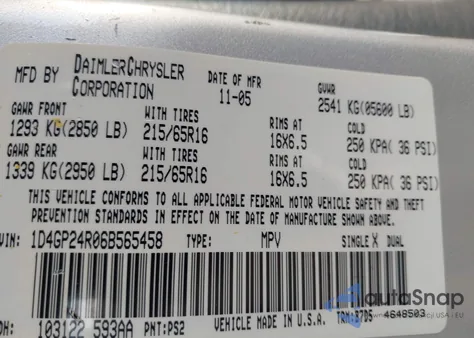 MFD BY DAIMLERCHRYSLER CORPORATION DATE OF MFR 11-05 GVWR 2541 KG(05600 LB)
GAWR FRONT WITH TIRES RIMS AT COLD
1293 KG(2850 LB) 215/65R16 16X6.5 250 KPA( 36 PSI)
GAWR REAR WITH TIRES RIMS AT COLD
1339 KG(2950 LB) 215/65R16 16X6.5 250 KPA( 36 PSI)
THIS VEHICLE CONFORMS TO ALL APPLICABLE FEDERAL MOTOR VEHICLE SAFETY AND THEFT
PREVENTION STANDARDS IN EFFECT ON THE DATE OF MANUFACTURE SHOWN ABOVE.
VIN: 1D4GP24R06B565458 TYPE: MPV SINGLE X DUAL
DH: 103122 593AA PNT:PS2 VEHICLE MADE IN U.S.A. TRM:B7D5 4648503
autoSnap